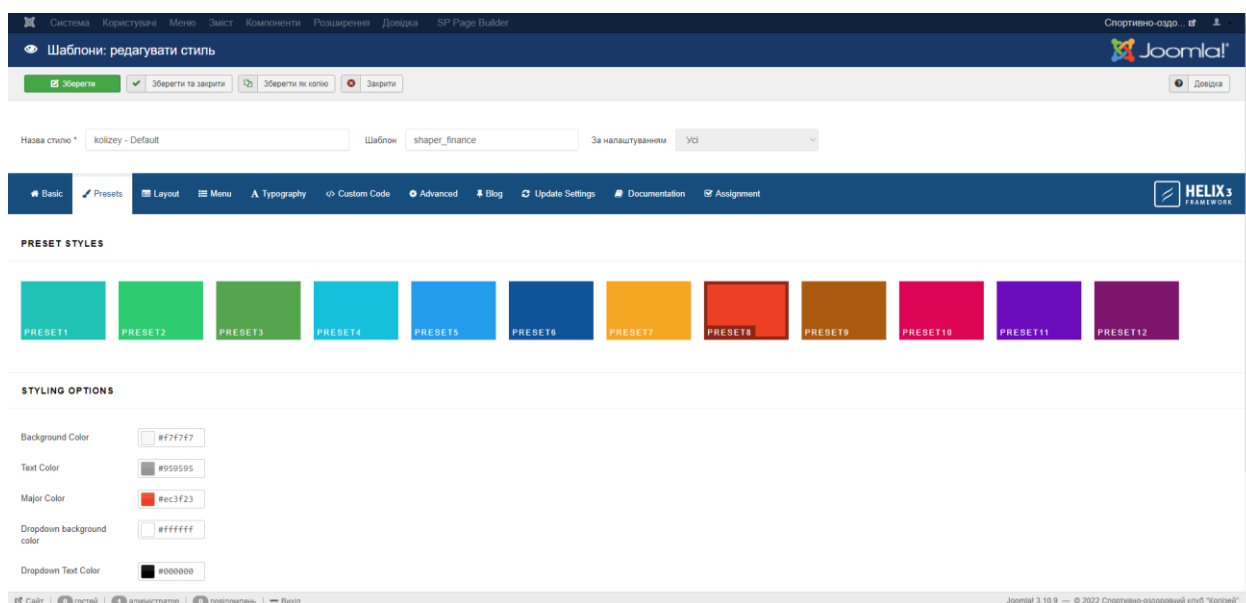 Система Користувачі Меню Зміст Компоненти Розширення Довідка SP Page Builder Спортивно-оздо...
Шаблони: редагувати стиль Joomla!
Зберегти Зберегти та закрити Зберегти як копію Закрити Довідка
Назва стилю * kolizey - Default Шаблон shaper_finance За налаштуванням Усі
Basic Presets Layout Menu Typography Custom Code Advanced Blog Update Settings Documentation Assignment HELIX3
FRAMEWORK
PRESET STYLES
PRESET1 PRESET2 PRESET3 PRESET4 PRESET5 PRESET6 PRESET7 PRESET8 PRESET9 PRESET10 PRESET11 PRESET12
STYLING OPTIONS
Background Color #f7f7f7
Text Color #959595
Major Color #ec3f23
Dropdown background
color #ffffff
Dropdown Text Color #000000
Сайт 0 гостей 1 адміністратор 0 повідомлень Вихід Joomla! 3.10.9 — © 2022 Спортивно-оздоровчий клуб "Колізей"